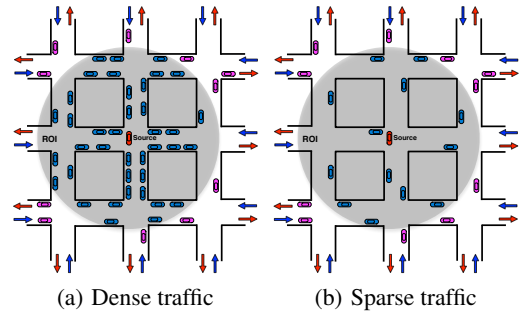 ROI
Source
ROI
Source
(a) Dense traffic
(b) Sparse traffic